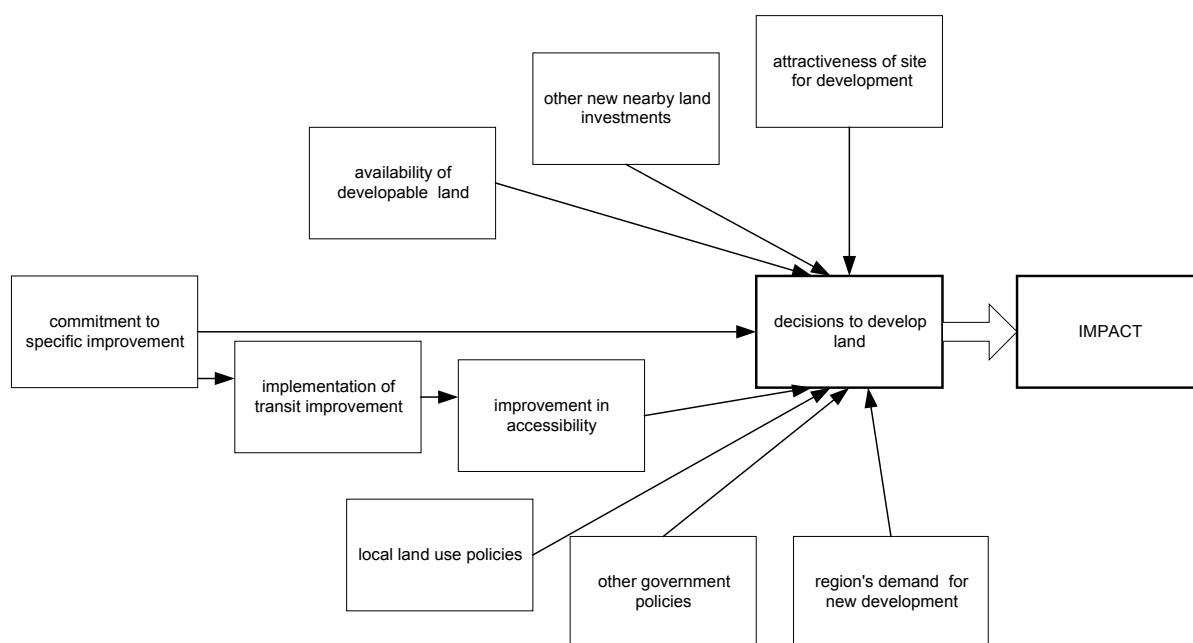 attractiveness of site
for development
other new nearby land
investments
availability of
developable land
commitment to
specific improvement
decisions to develop
land
IMPACT
implementation of
transit improvement
improvement in
accessibility
local land use policies
other government
policies
region's demand for
new development